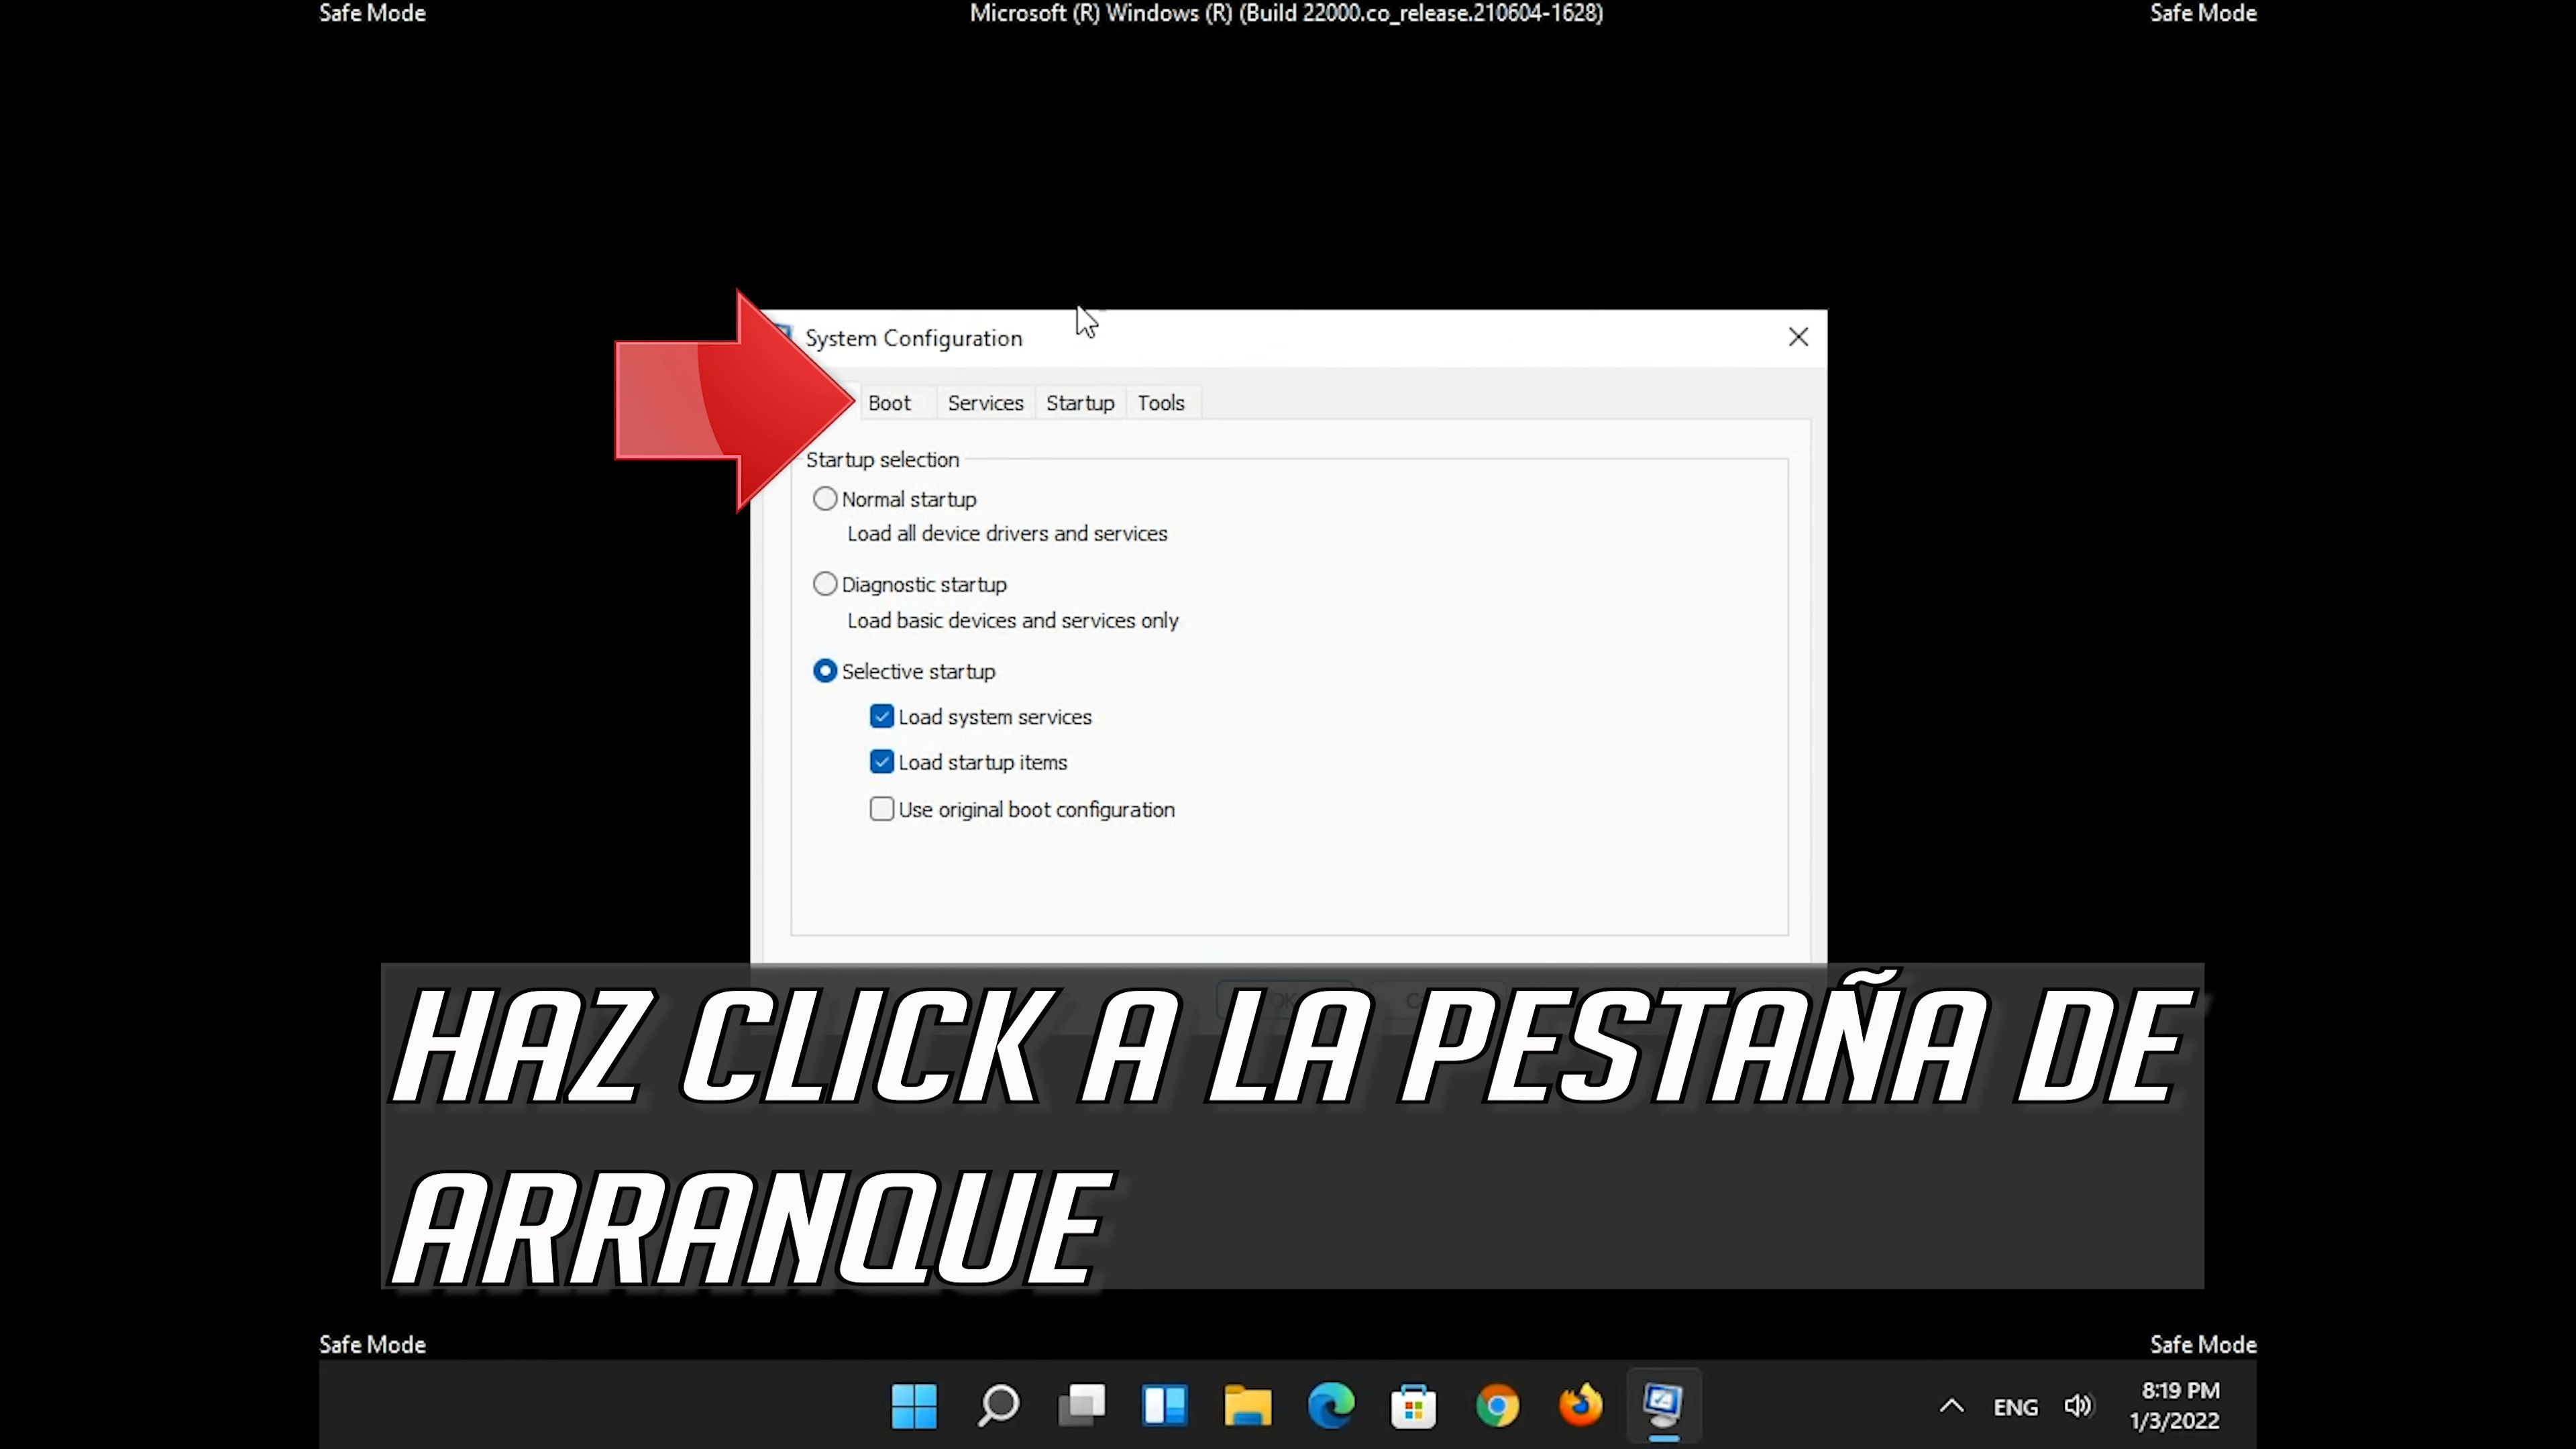 Safe Mode
Microsoft (R) Windows (R) (Build 22000.co_release.210604-1628)
Safe Mode
System Configuration
Boot
Services
Startup
Tools
Startup selection
Normal startup
Load all device drivers and services
Diagnostic startup
Load basic devices and services only
Selective startup
Load system services
Load startup items
Use original boot configuration
HAZ CLICK A LA PESTAÑA DE
ARRANQUE
Safe Mode
Safe Mode
ENG
8:19 PM
1/3/2022